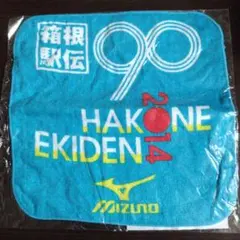 箱根
駅伝
90
HAKONE
EKIDEN
2014
MIZUNO